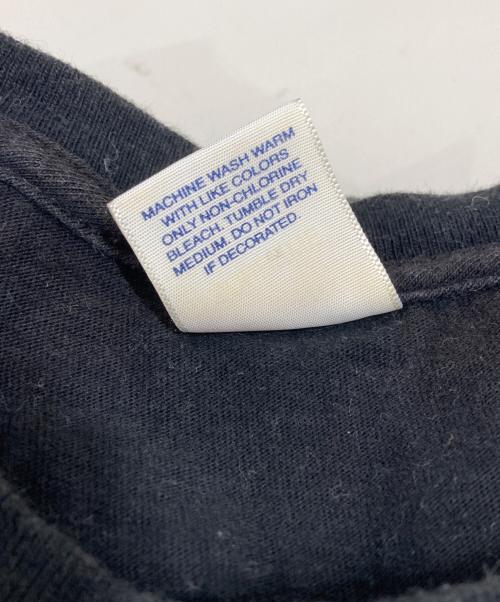 MACHINE WASH WARM
WITH LIKE COLORS
ONLY NON-CHLORINE
BLEACH. TUMBLE DRY
MEDIUM. DO NOT IRON
IF DECORATED.